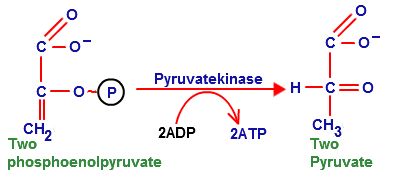 O
C
O−
C
O
P
CH2
Two
phosphoenolpyruvate
Pyruvatekinase
2ADP
2ATP
O
C
O−
H
C
O
CH3
Two
Pyruvate